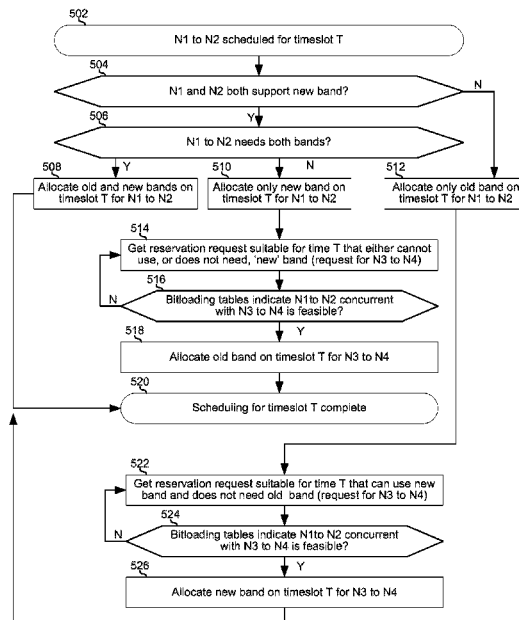 502
N1 to N2 scheduled for timeslot T
504
N1 and N2 both support new band?
N
Y
506
N1 to N2 needs both bands?
Y
N
508
Allocate old and new bands on
timeslot T for N1 to N2
510
Allocate only new band on
timeslot T for N1 to N2
512
Allocate only old band on
timeslot T for N1 to N2
514
Get reservation request suitable for time T that either cannot
use, or does not need, 'new' band (request for N3 to N4)
516
N
Bitloading tables indicate N1to N2 concurrent
with N3 to N4 is feasible?
Y
518
Allocate old band on timeslot T for N3 to N4
520
Scheduling for timeslot T complete
522
Get reservation request suitable for time T that can use new
band and does not need old band (request for N3 to N4)
524
N
Bitloading tables indicate N1to N2 concurrent
with N3 to N4 is feasible?
Y
526
Allocate new band on timeslot T for N3 to N4